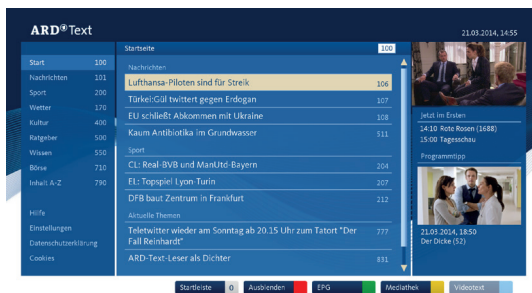 ARD Text
21.03.2014, 14:55
Startseite 100
Start 100
Nachrichten 101
Sport 200
Wetter 170
Kultur 400
Ratgeber 500
Wissen 550
Börse 710
Inhalt A-Z 790
Hilfe
Einstellungen
Datenschutzerklärung
Cookies
Nachrichten
Lufthansa-Piloten sind für Streik 106
Türkei:Gül twittert gegen Erdogan 107
EU schließt Abkommen mit Ukraine 108
Kaum Antibiotika im Grundwasser 511
Sport
CL: Real-BVB und ManUtd-Bayern 204
EL: Topspiel Lyon-Turin 207
DFB baut Zentrum in Frankfurt 212
Aktuelle Themen
Teletwitter wieder am Sonntag ab 20.15 Uhr zum Tatort "Der 777
Fall Reinhardt"
ARD-Text-Leser als Dichter 831
Jetzt im Ersten
14:10 Rote Rosen (1688)
15:00 Tagesschau
Programmtipp
21.03.2014, 18:50
Der Dicke (52)
Startleiste 0 Ausblenden EPG Mediathek Videotext